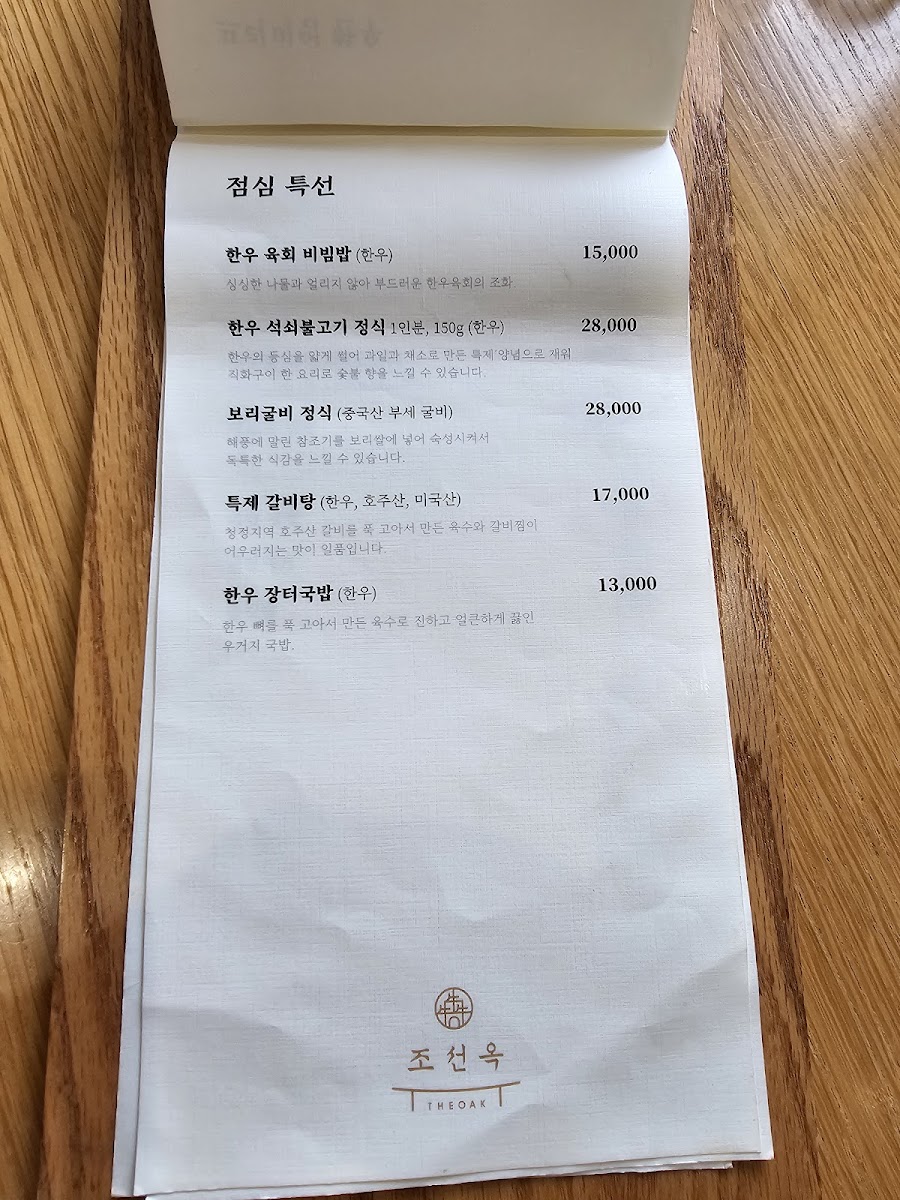 점심 특선
한우 육회 비빔밥 (한우) 15,000
싱싱한 나물과 얼리지 않아 부드러운 한우육회의 조화.
한우 석쇠불고기 정식 1인분, 150g (한우) 28,000
한우의 등심을 얇게 썰어 과일과 채소로 만든 특제 양념으로 재워
직화구이 한 요리로 숯불 향을 느낄 수 있습니다.
보리굴비 정식 (중국산 부세 굴비) 28,000
해풍에 말린 참조기를 보리쌀에 넣어 숙성시켜서
독특한 식감을 느낄 수 있습니다.
특제 갈비탕 (한우, 호주산, 미국산) 17,000
청정지역 호주산 갈비를 푹 고아서 만든 육수와 갈비찜이
어우러지는 맛이 일품입니다.
한우 장터국밥 (한우) 13,000
한우 뼈를 푹 고아서 만든 육수로 진하고 얼큰하게 끓인
우거지 국밥.
조선옥
THEOAK